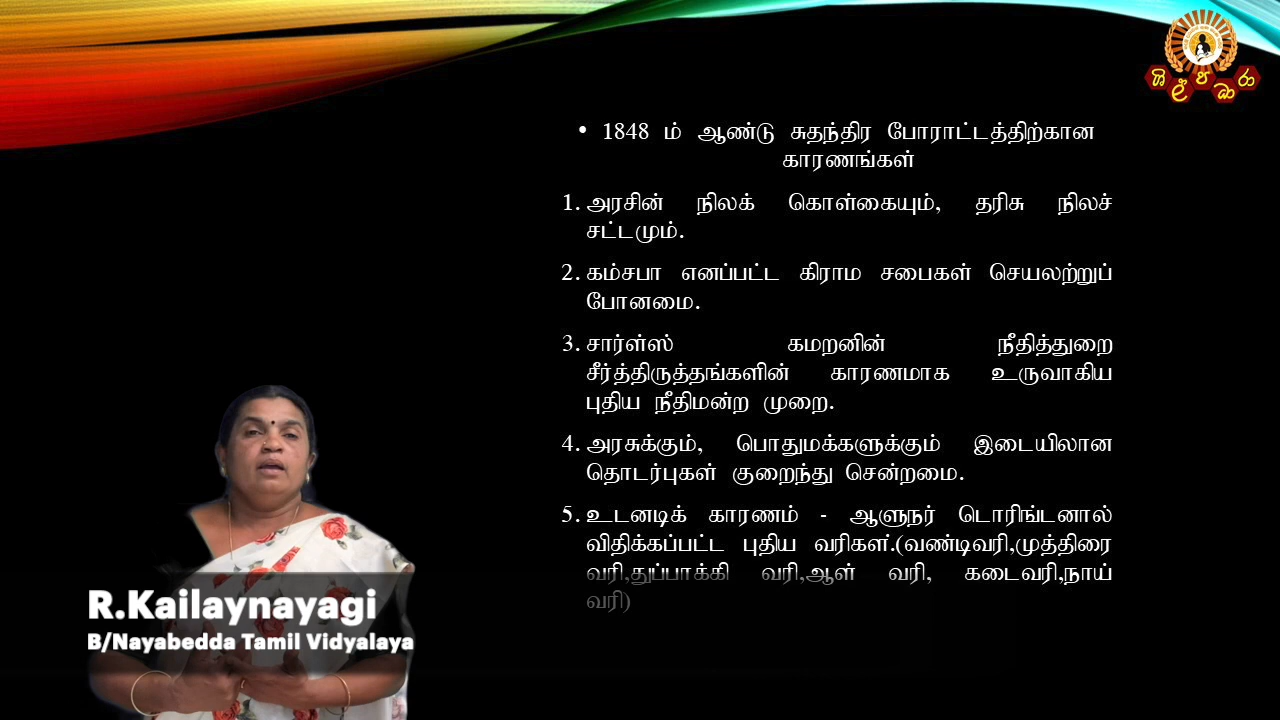 ஶி ல் ப தா ரா
• 1848 ம் ஆண்டு சுதந்திர போராட்டத்திற்கான
காரணங்கள்
1. அரசின் நிலக் கொள்கையும், தரிசு நிலச்
சட்டமும்.
2. கம்சபா எனப்பட்ட கிராம சபைகள் செயலற்றுப்
போனமை.
3. சார்ள்ஸ் கமறனின் நீதித்துறை
சீர்த்திருத்தங்களின் காரணமாக உருவாகிய
புதிய நீதிமன்ற முறை.
4. அரசுக்கும், பொதுமக்களுக்கும் இடையிலான
தொடர்புகள் குறைந்து சென்றமை.
5. உடனடிக் காரணம் - ஆளுநர் டொரிங்டனால்
விதிக்கப்பட்ட புதிய வரிகள்.(வண்டிவரி,முத்திரை
வரி,துப்பாக்கி வரி,ஆள் வரி, கடைவரி,நாய்
வரி)
R.Kailaynayagi
B/Nayabedda Tamil Vidyalaya